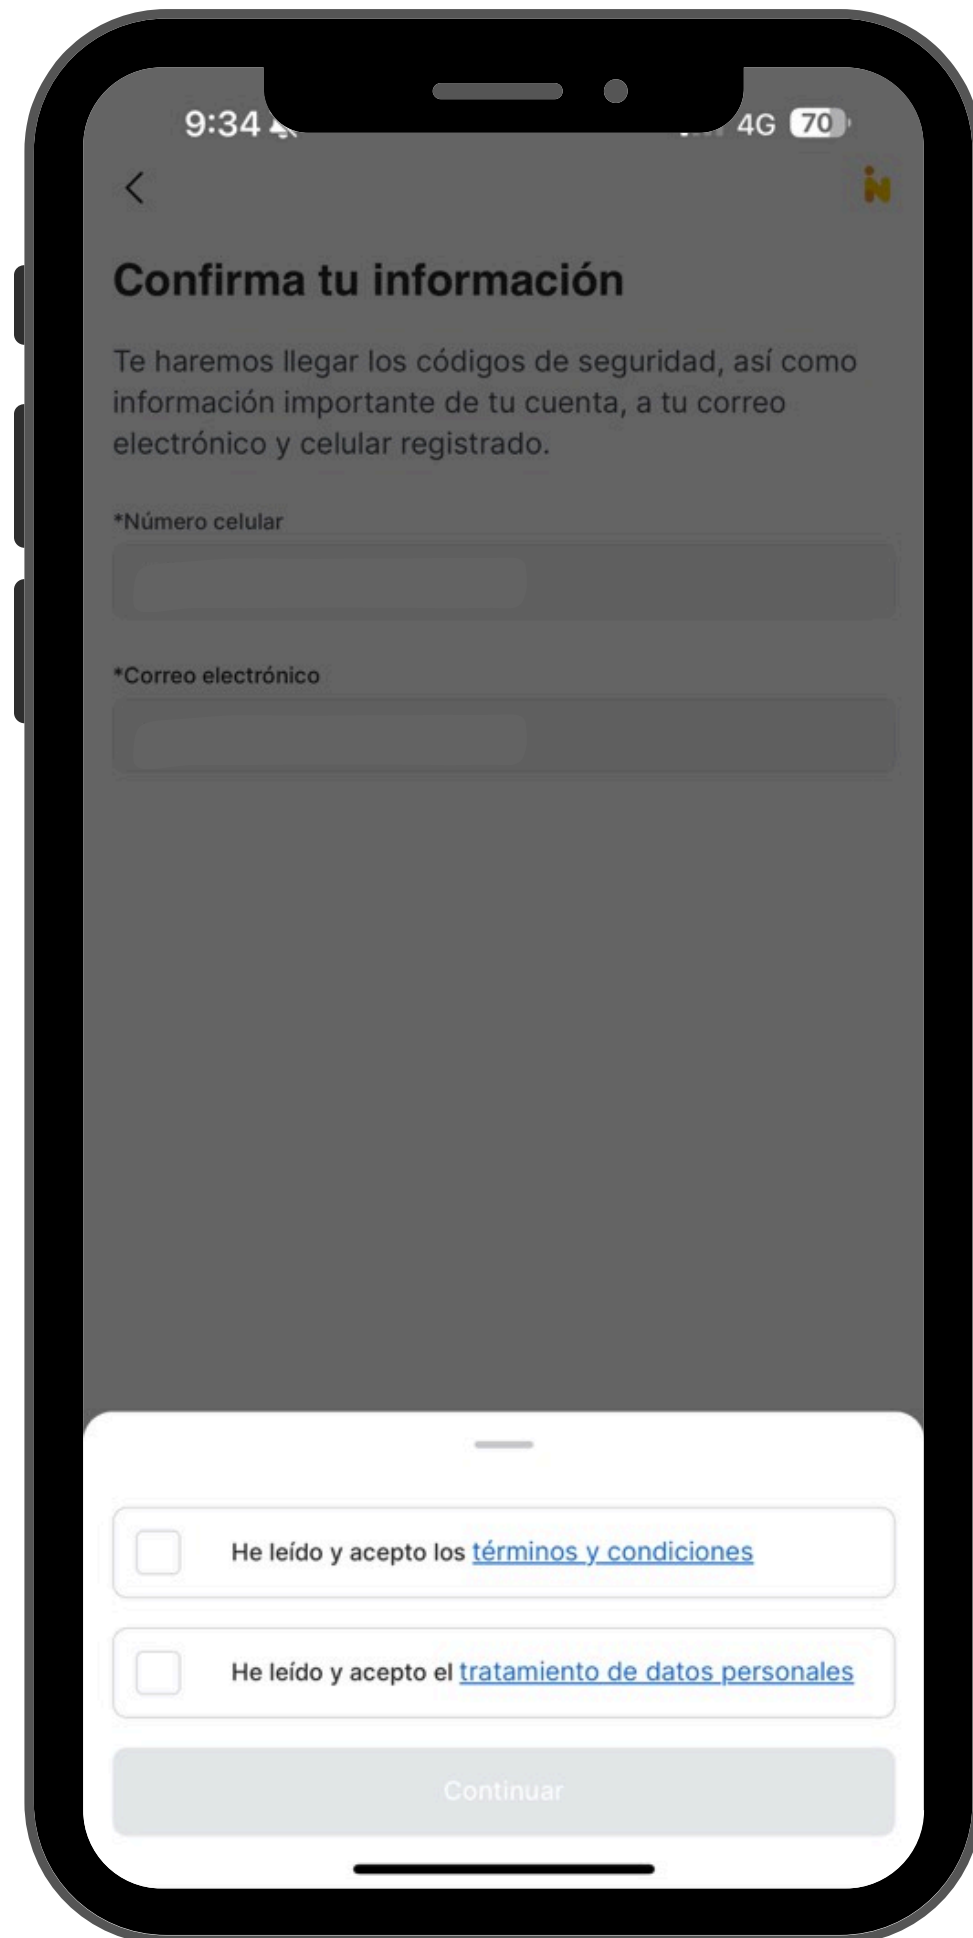 9:34
4G 70
iN
Confirma tu información
Te haremos llegar los códigos de seguridad, así como
información importante de tu cuenta, a tu correo
electrónico y celular registrado.
*Número celular
*Correo electrónico
He leído y acepto los términos y condiciones
He leído y acepto el tratamiento de datos personales
Continuar